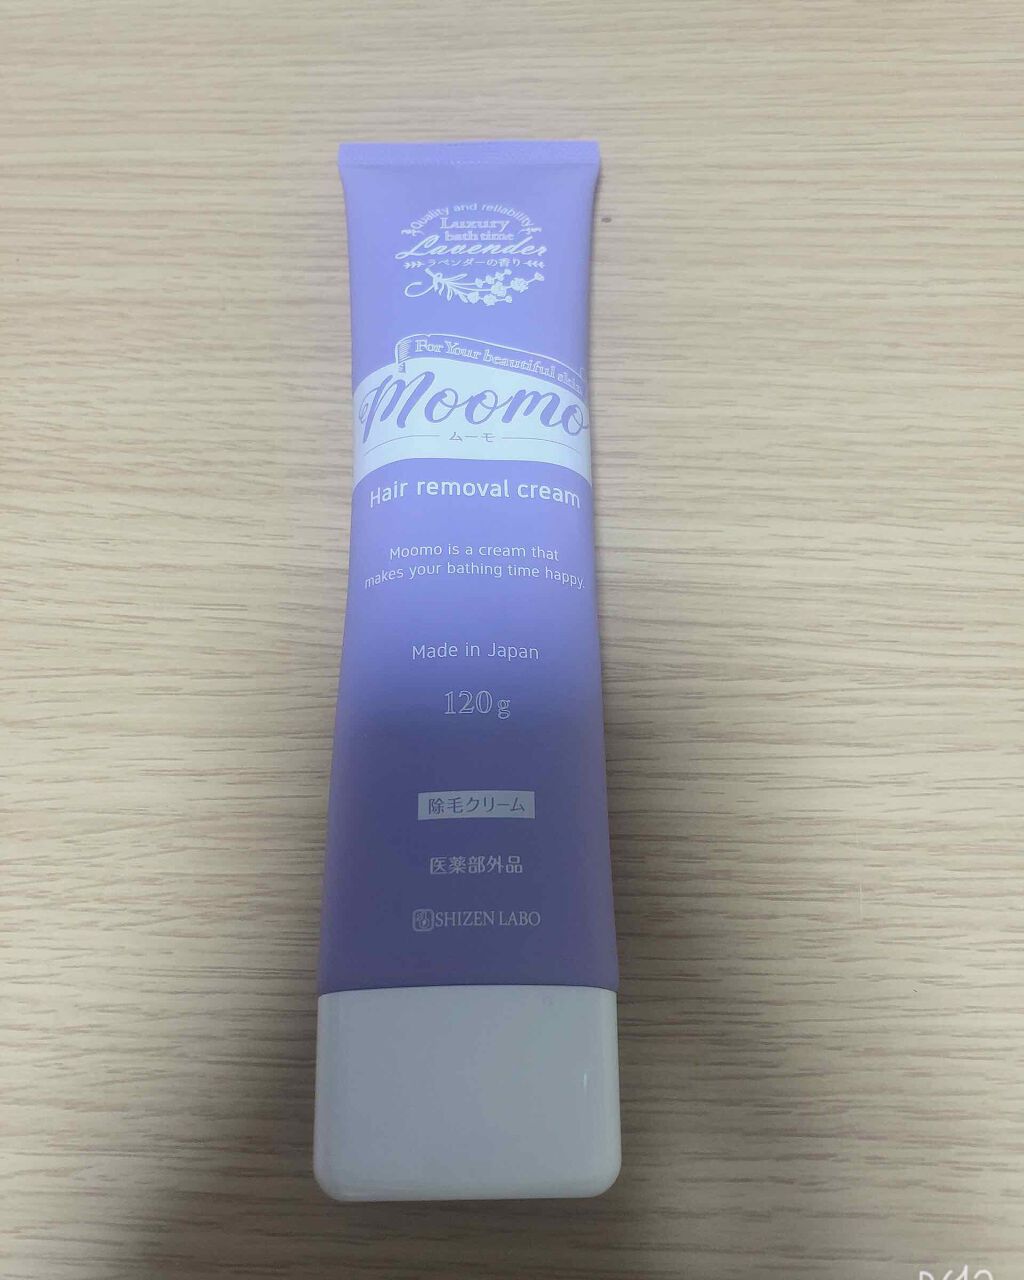 Quality and reliability
Luxury
bath time
Lavender
ラベンダーの香り
For Your beautiful skin
Moomo
ムーモ
Hair removal cream
Moomo is a cream that
makes your bathing time happy.
Made in Japan
120g
除毛クリーム
医薬部外品
SHIZEN LABO